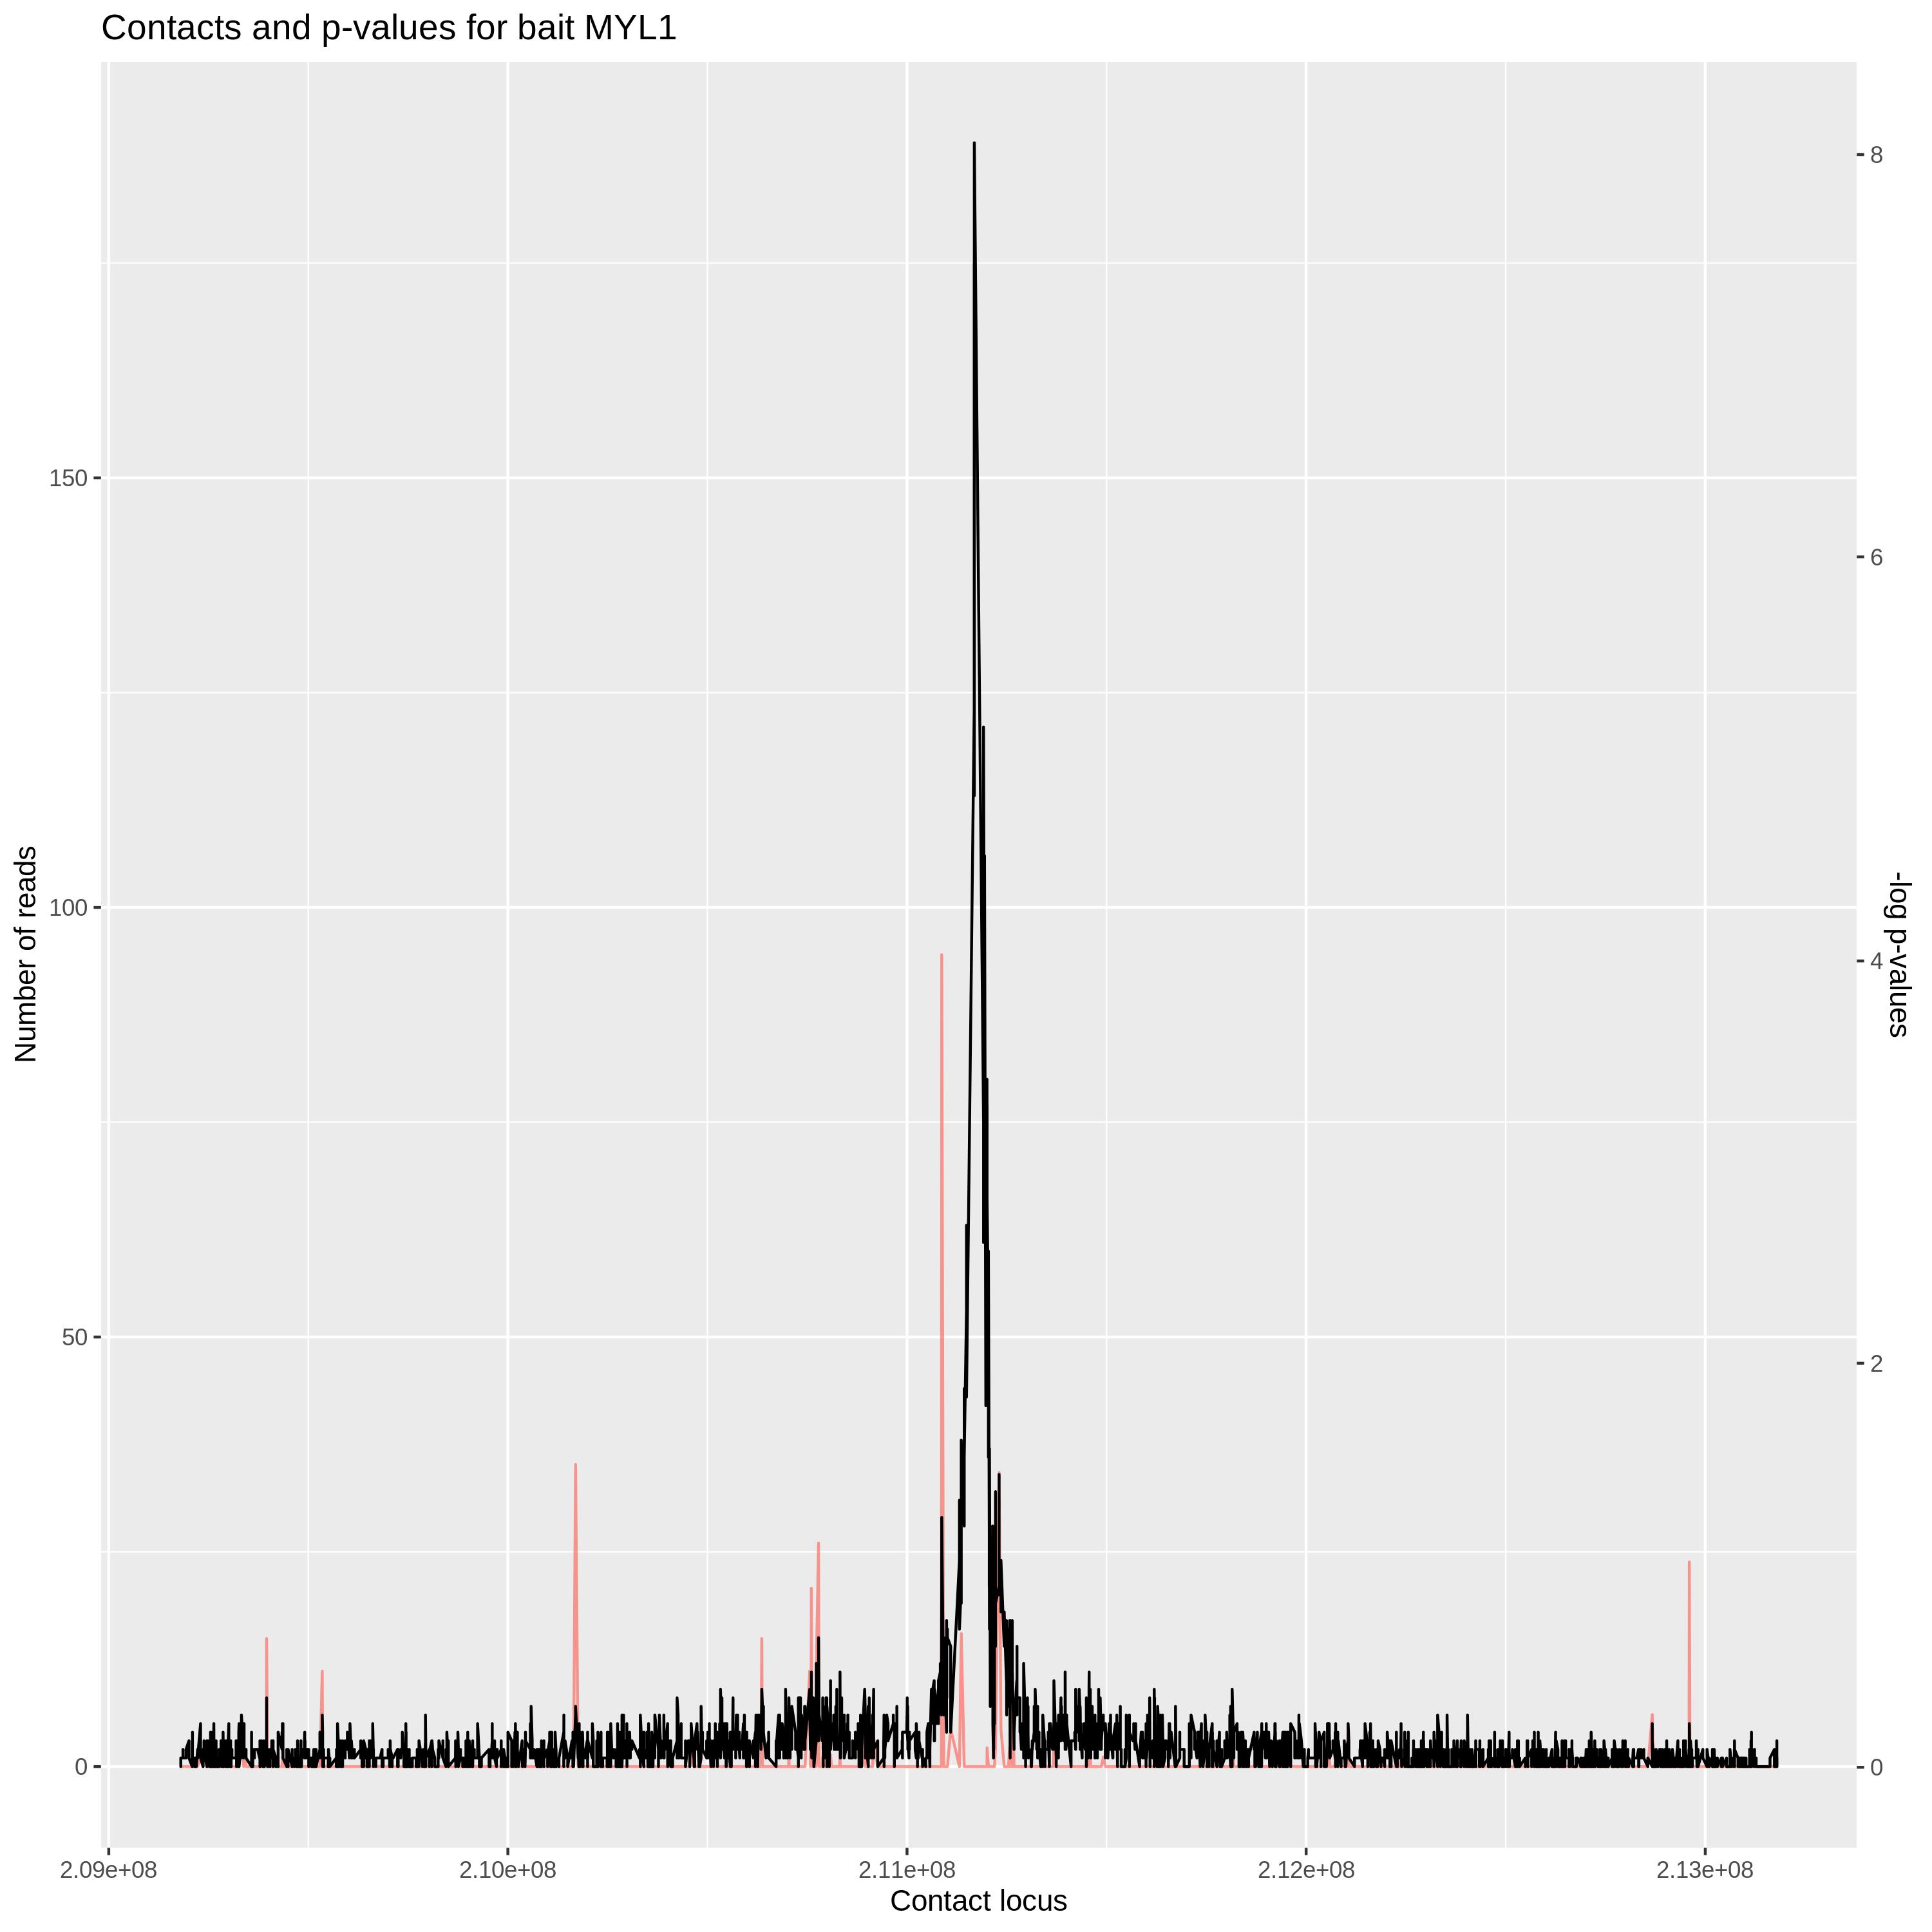 Contacts and p-values for bait MYL1
150
100
50
0
Number of reads
8
6
4
2
0
-log p-values
2.09e+08
2.10e+08
2.11e+08
2.12e+08
2.13e+08
Contact locus